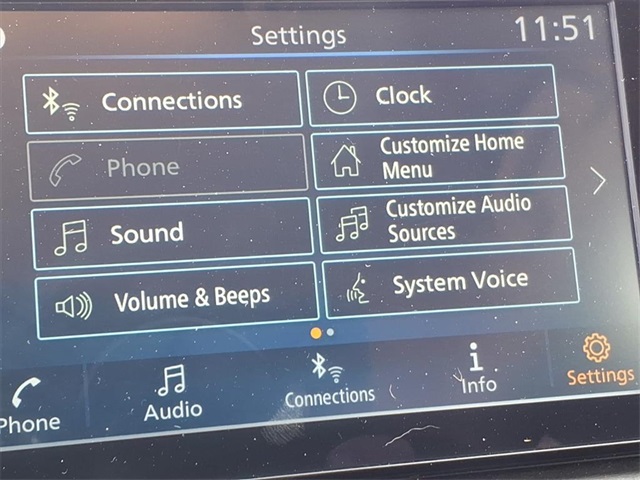 Settings
11:51
Connections
Clock
Phone
Customize Home
Menu
Sound
Customize Audio
Sources
Volume & Beeps
System Voice
Phone
Audio
Connections
Info
Settings